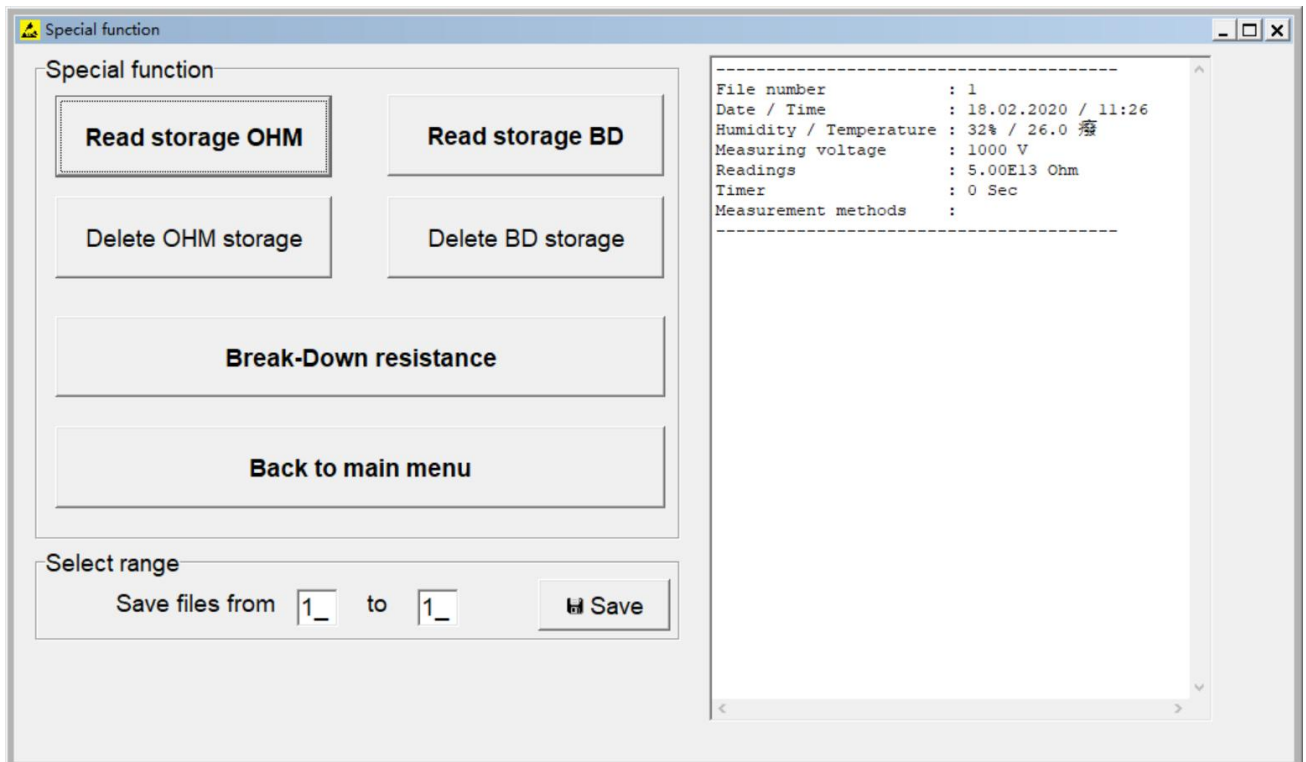 Special function
Special function
Read storage OHM
Read storage BD
Delete OHM storage
Delete BD storage
Break-Down resistance
Back to main menu
Select range
Save files from 1_ to 1_
Save
----------------------------------------
File number : 1
Date / Time : 18.02.2020 / 11:26
Humidity / Temperature : 32% / 26.0 癈
Measuring voltage : 1000 V
Readings : 5.00E13 Ohm
Timer : 0 Sec
Measurement methods :
----------------------------------------